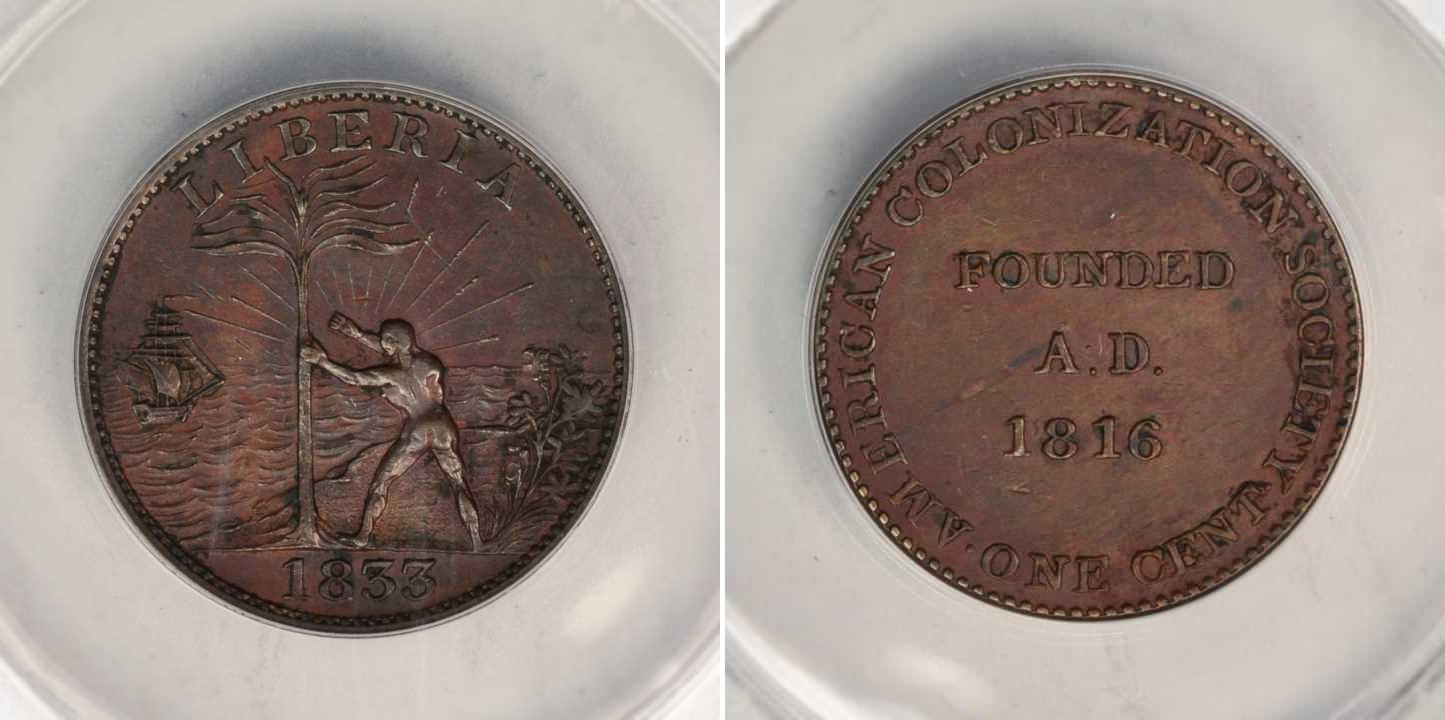 LIBERIA
1833
AMERICAN COLONIZATION SOCIETY.
FOUNDED
A.D.
1816
ONE CENT.